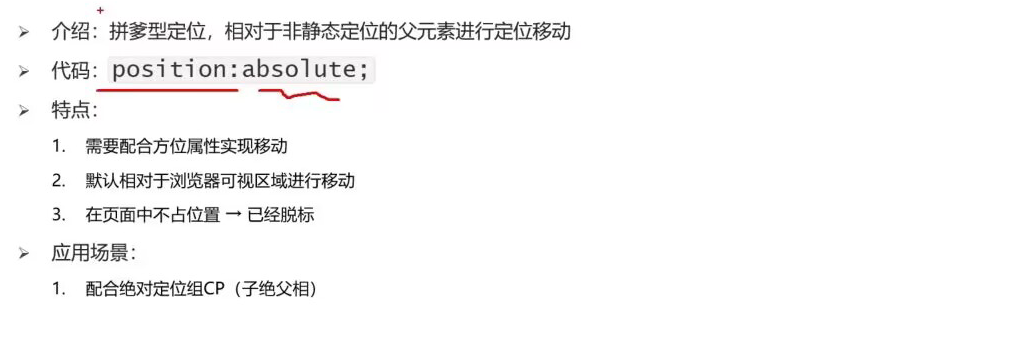 介绍：拼爹型定位，相对于非静态定位的父元素进行定位移动
代码：position:absolute;
特点：
1. 需要配合方位属性实现移动
2. 默认相对于浏览器可视区域进行移动
3. 在页面中不占位置 → 已经脱标
应用场景：
1. 配合绝对定位组CP（子绝父相）